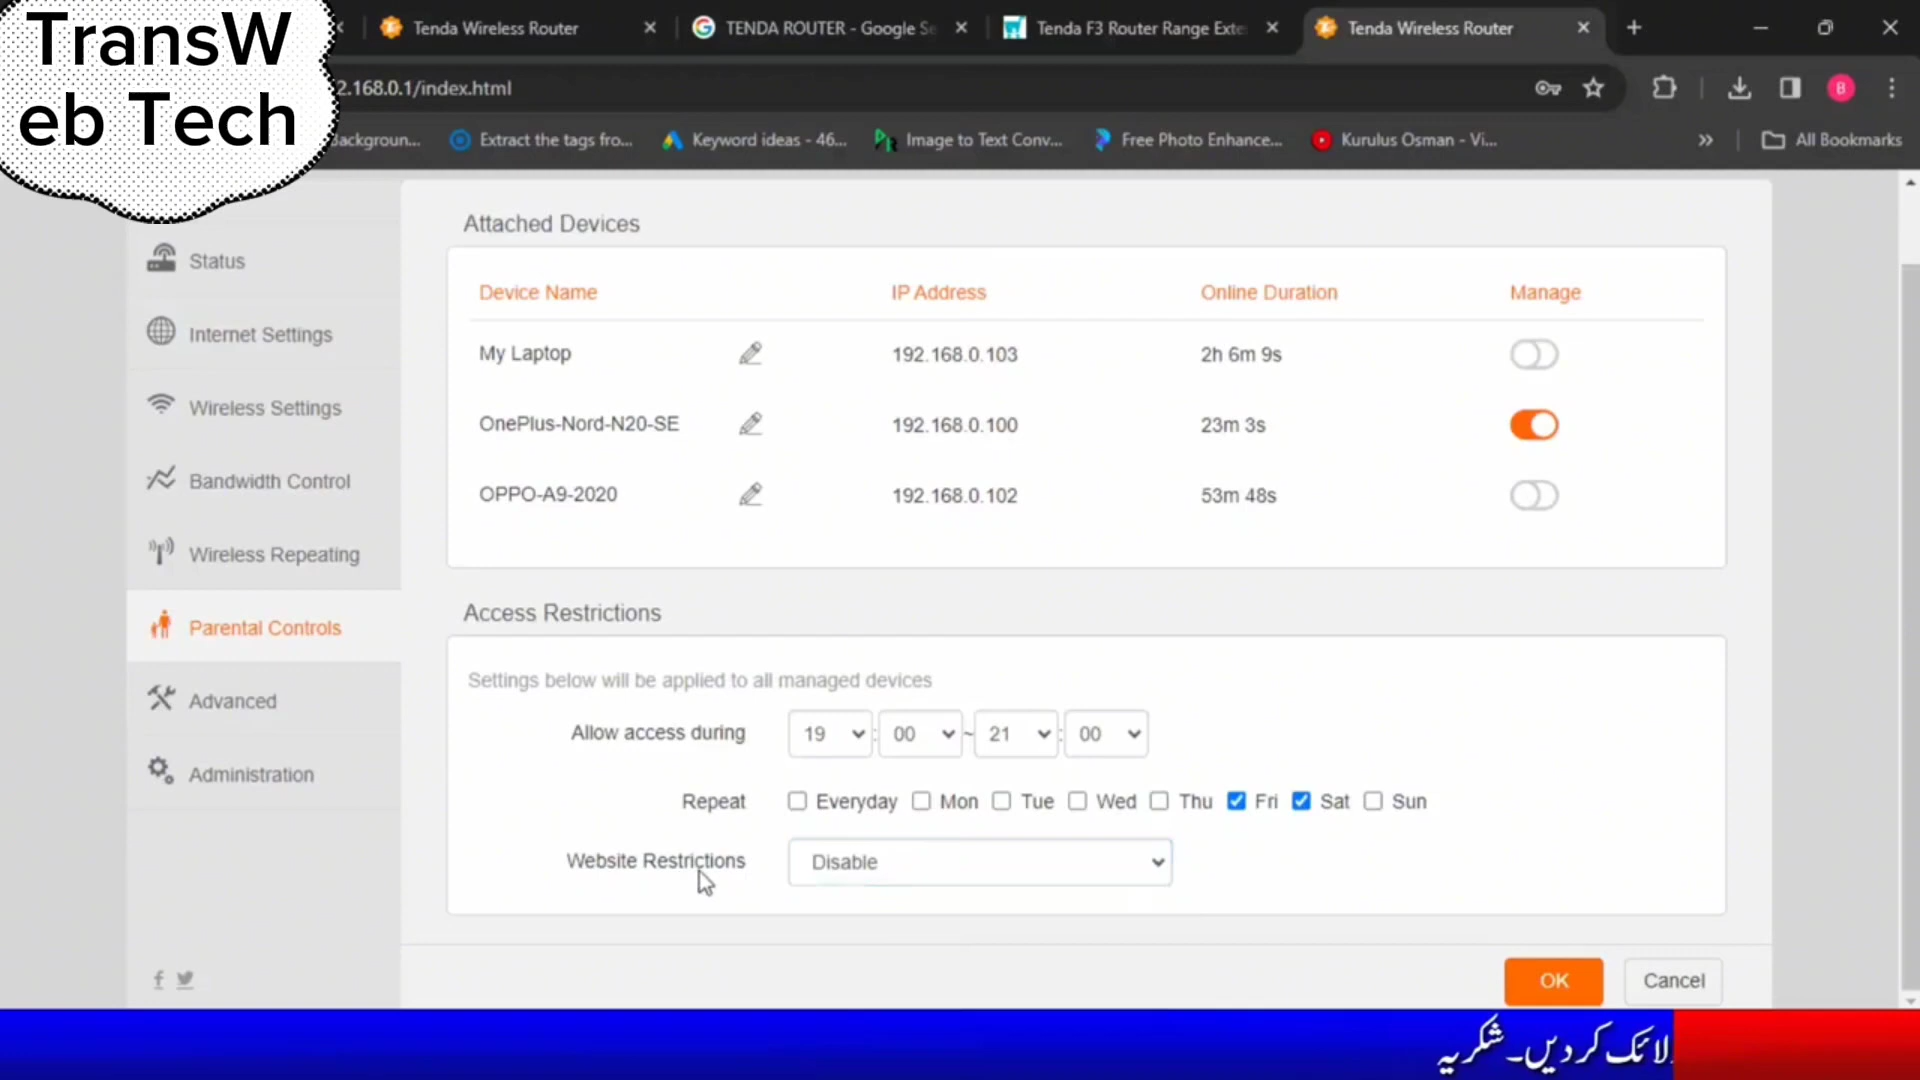 TransW
eb Tech
Tenda Wireless Router
TENDA ROUTER - Google Se
Tenda F3 Router Range Exte
Tenda Wireless Router
2.168.0.1/index.html
B
Backgroun...
Extract the tags fro...
Keyword ideas - 46...
Image to Text Conv...
Free Photo Enhance...
Kurulus Osman - Vi...
All Bookmarks
Status
Internet Settings
Wireless Settings
Bandwidth Control
Wireless Repeating
Parental Controls
Advanced
Administration
Attached Devices
Device Name IP Address Online Duration Manage
My Laptop 192.168.0.103 2h 6m 9s
OnePlus-Nord-N20-SE 192.168.0.100 23m 3s
OPPO-A9-2020 192.168.0.102 53m 48s
Access Restrictions
Settings below will be applied to all managed devices
Allow access during 19 : 00 ~ 21 : 00
Repeat Everyday Mon Tue Wed Thu Fri Sat Sun
Website Restrictions Disable
OK Cancel
لائک کر دیں۔ شکریہ